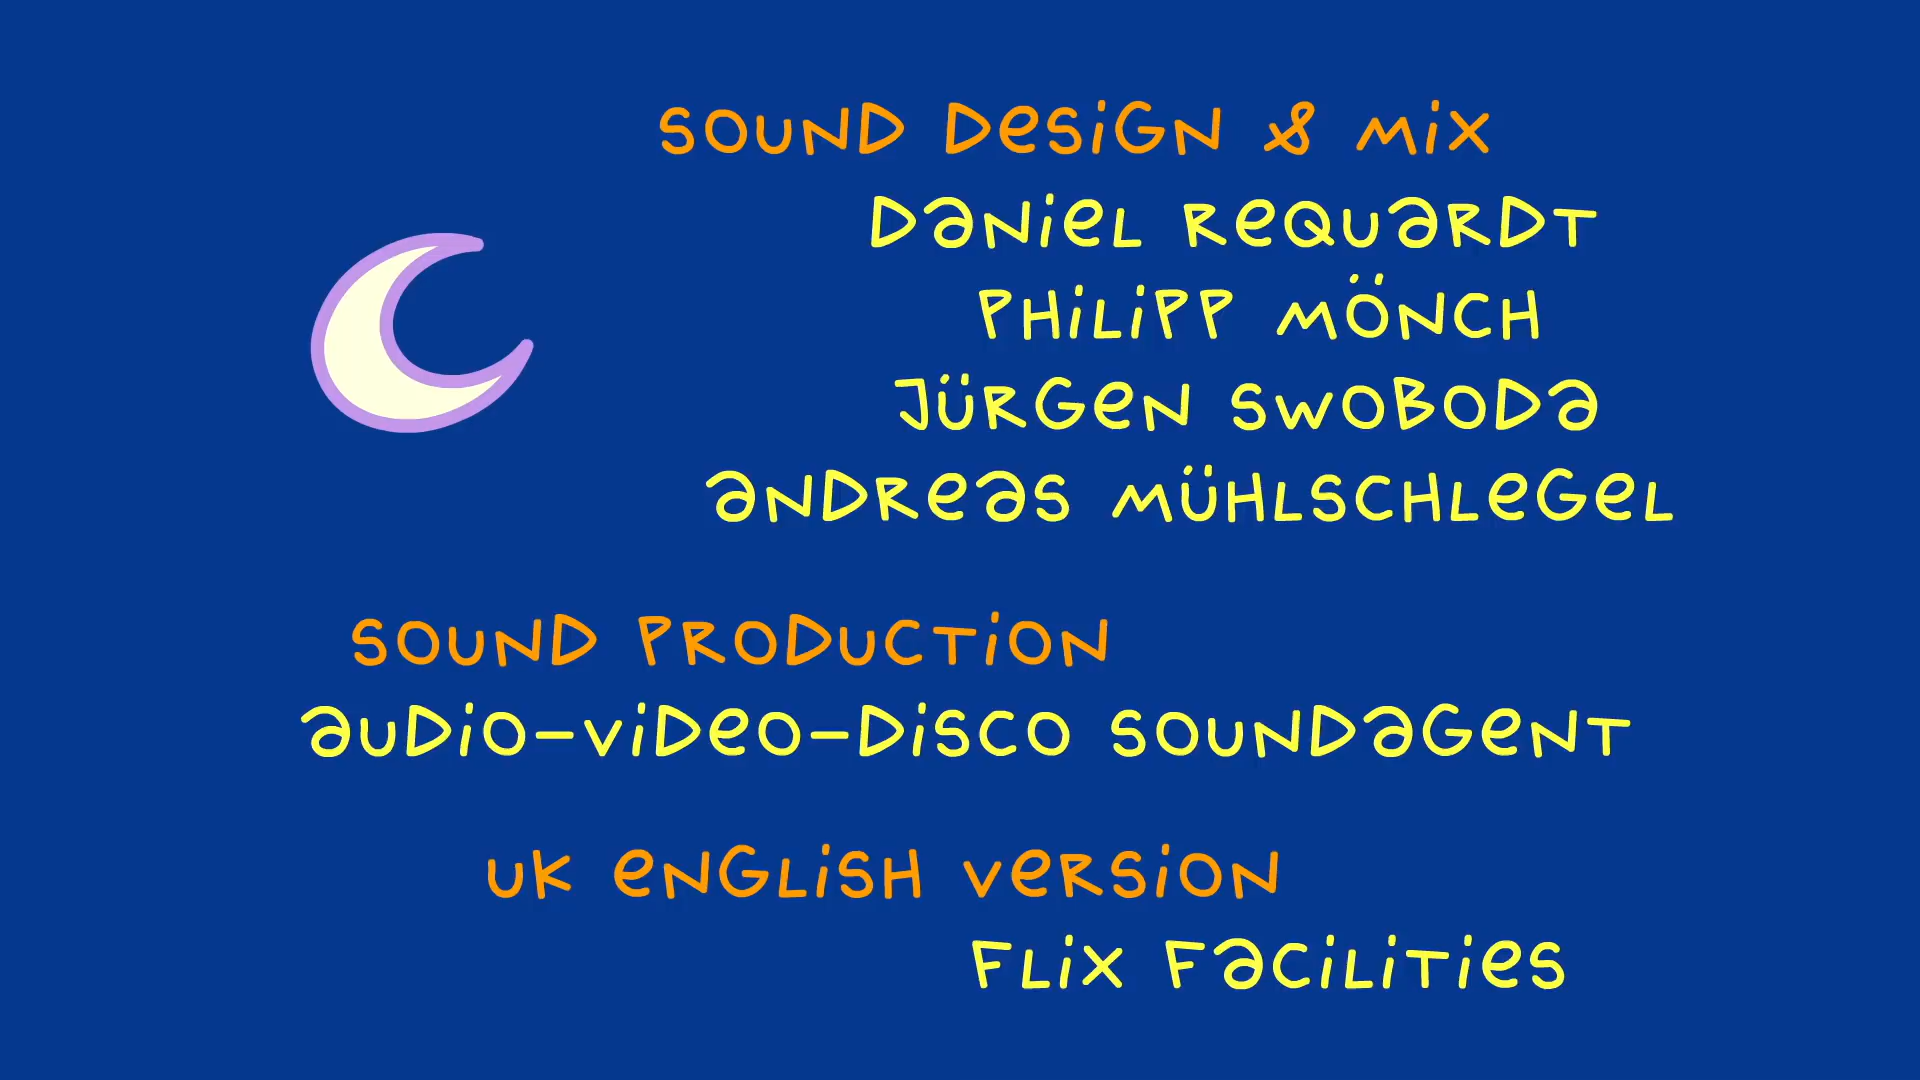 SOUND DeSiGN & MiX
DaNieL ReQUaRDT
PHiLiPP MÖNCH
JÜRGeN SWOBODa
aNDReaS MÜHLSCHLeGeL
SOUND PRODUCTiON
aUDiO-ViDeO-DiSCO SOUNDaGeNT
UK eNGLiSH VeRSiON
FLiX FaCiLiTieS